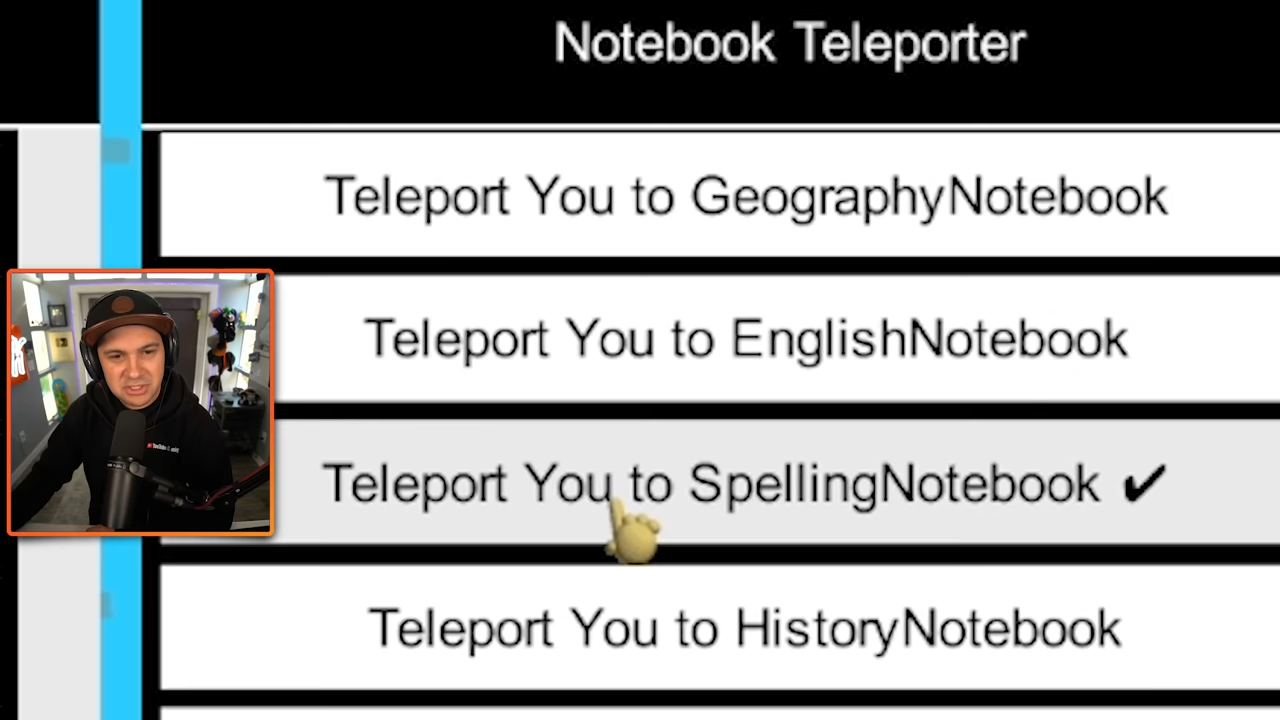 Notebook Teleporter
Teleport You to GeographyNotebook
Teleport You to EnglishNotebook
Teleport You to SpellingNotebook ✔
Teleport You to HistoryNotebook